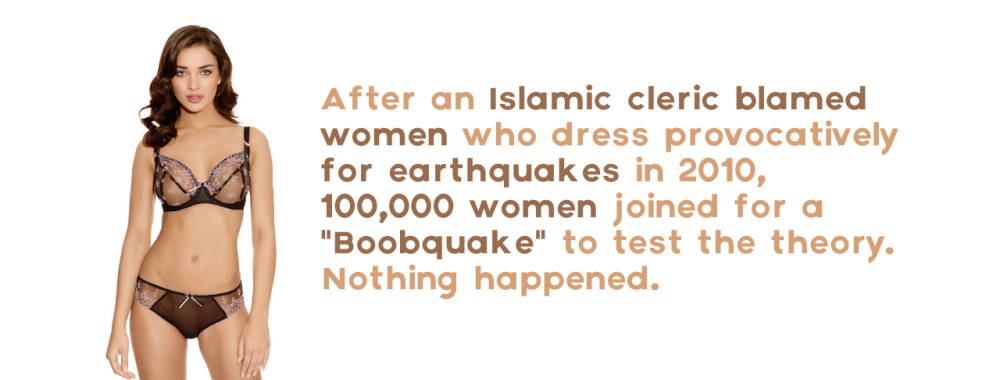 After an Islamic cleric blamed
women who dress provocatively
for earthquakes in 2010,
100,000 women joined for a
"Boobquake" to test the theory.
Nothing happened.